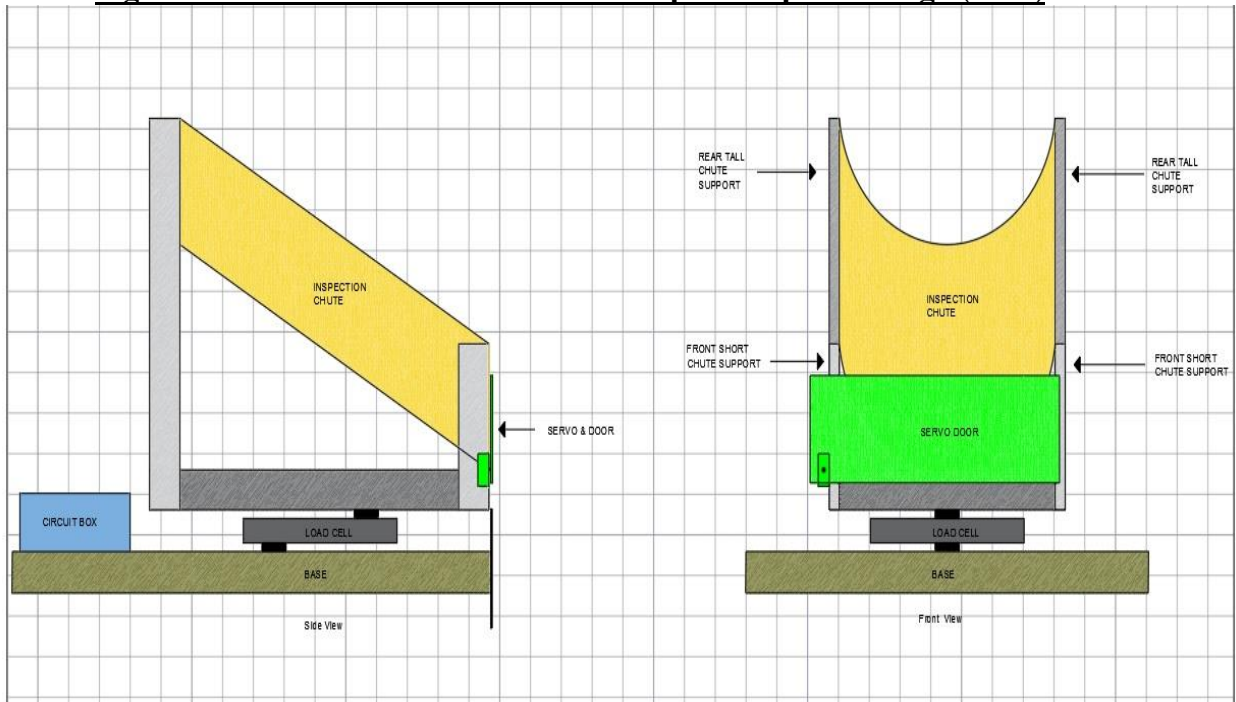 INSPECTION
CHUTE
SERVO & DOOR
CIRCUIT BOX
LOAD CELL
BASE
Side View
REAR TALL
CHUTE
SUPPORT
REAR TALL
CHUTE
SUPPORT
INSPECTION
CHUTE
FRONT SHORT
CHUTE SUPPORT
FRONT SHORT
CHUTE SUPPORT
SERVO DOOR
LOAD CELL
BASE
Front View